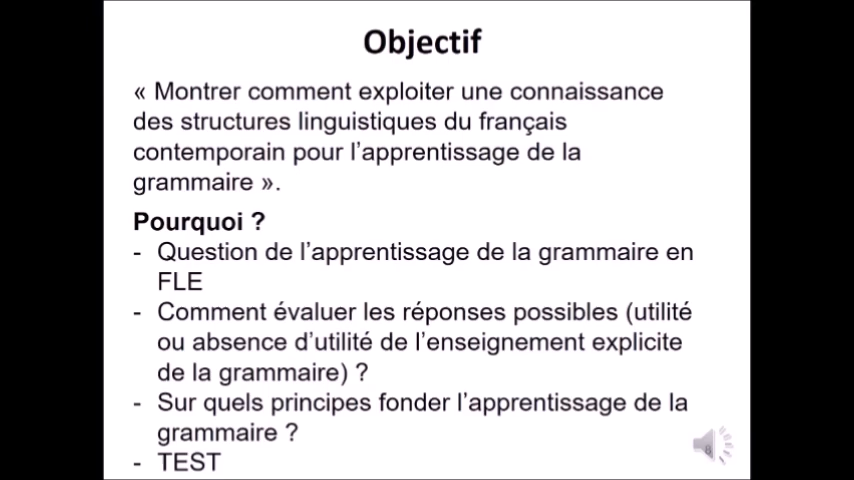 Objectif
« Montrer comment exploiter une connaissance
des structures linguistiques du français
contemporain pour l’apprentissage de la
grammaire ».
Pourquoi ?
- Question de l’apprentissage de la grammaire en
FLE
- Comment évaluer les réponses possibles (utilité
ou absence d’utilité de l’enseignement explicite
de la grammaire) ?
- Sur quels principes fonder l’apprentissage de la
grammaire ?
- TEST